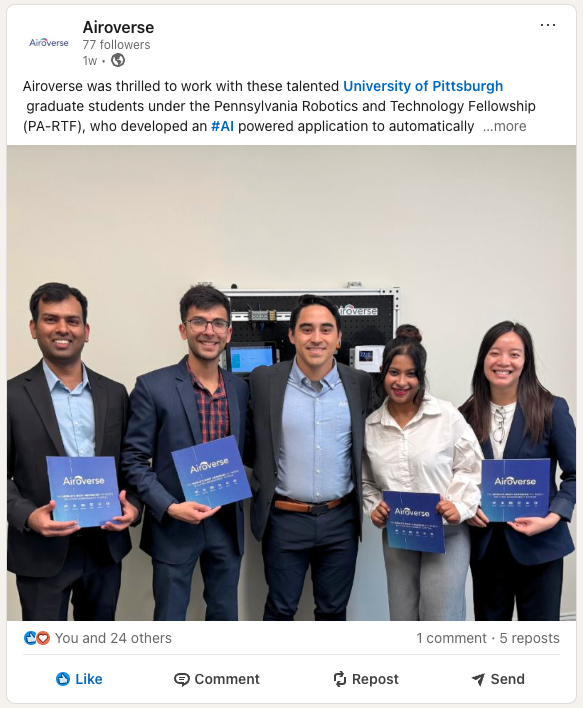 Airoverse
Airoverse
77 followers
1w •
Airoverse was thrilled to work with these talented University of Pittsburgh
graduate students under the Pennsylvania Robotics and Technology Fellowship
(PA-RTF), who developed an #AI powered application to automatically ...more
Airoverse
Airoverse
Airoverse
Airoverse
Airoverse
You and 24 others
1 comment • 5 reposts
Like
Comment
Repost
Send